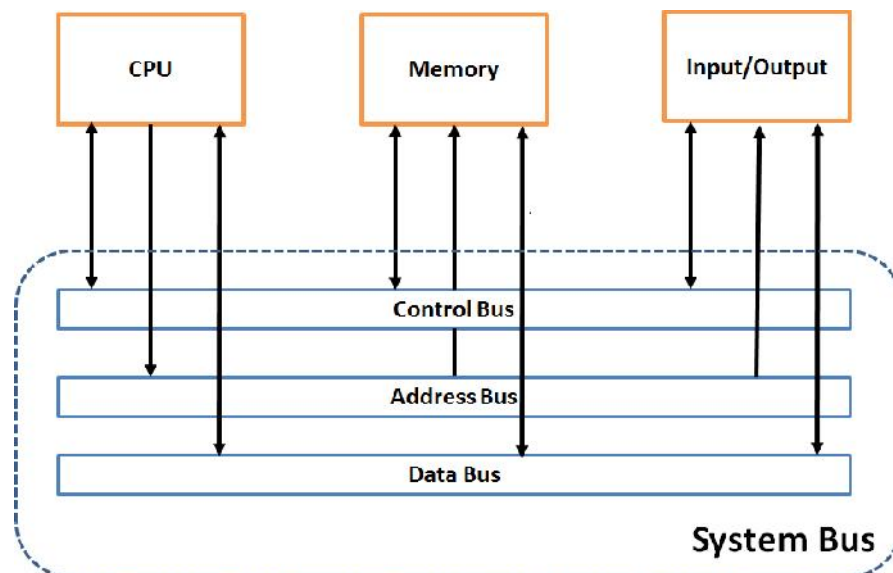 CPU
Memory
Input/Output
Control Bus
Address Bus
Data Bus
System Bus